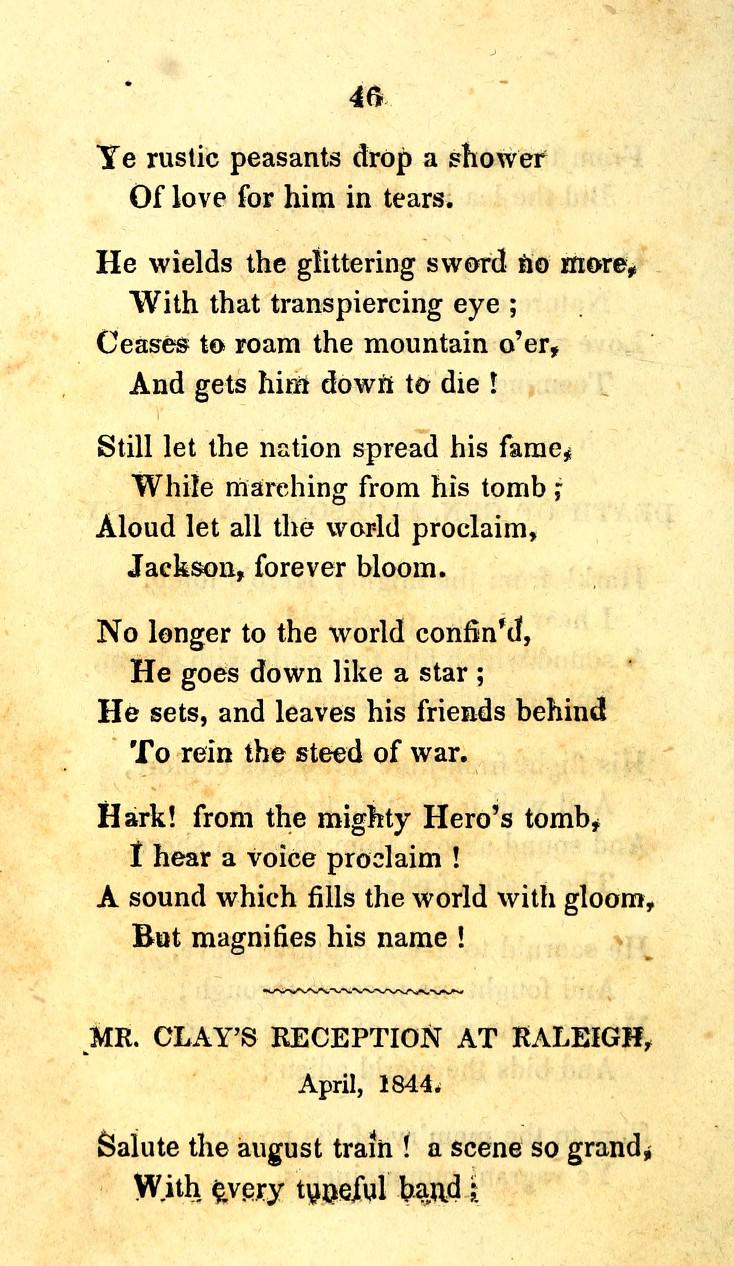 46
Ye rustic peasants drop a shower
Of love for him in tears.
He wields the glittering sword no more,
With that transpiercing eye ;
Ceases to roam the mountain o'er,
And gets him down to die !
Still let the nation spread his fame,
While marching from his tomb ;
Aloud let all the world proclaim,
Jackson, forever bloom.
No longer to the world confin'd,
He goes down like a star ;
He sets, and leaves his friends behind
To rein the steed of war.
Hark! from the mighty Hero's tomb,
I hear a voice proclaim !
A sound which fills the world with gloom,
But magnifies his name !
MR. CLAY'S RECEPTION AT RALEIGH,
April, 1844.
Salute the august train ! a scene so grand,
With every tuneful band ;